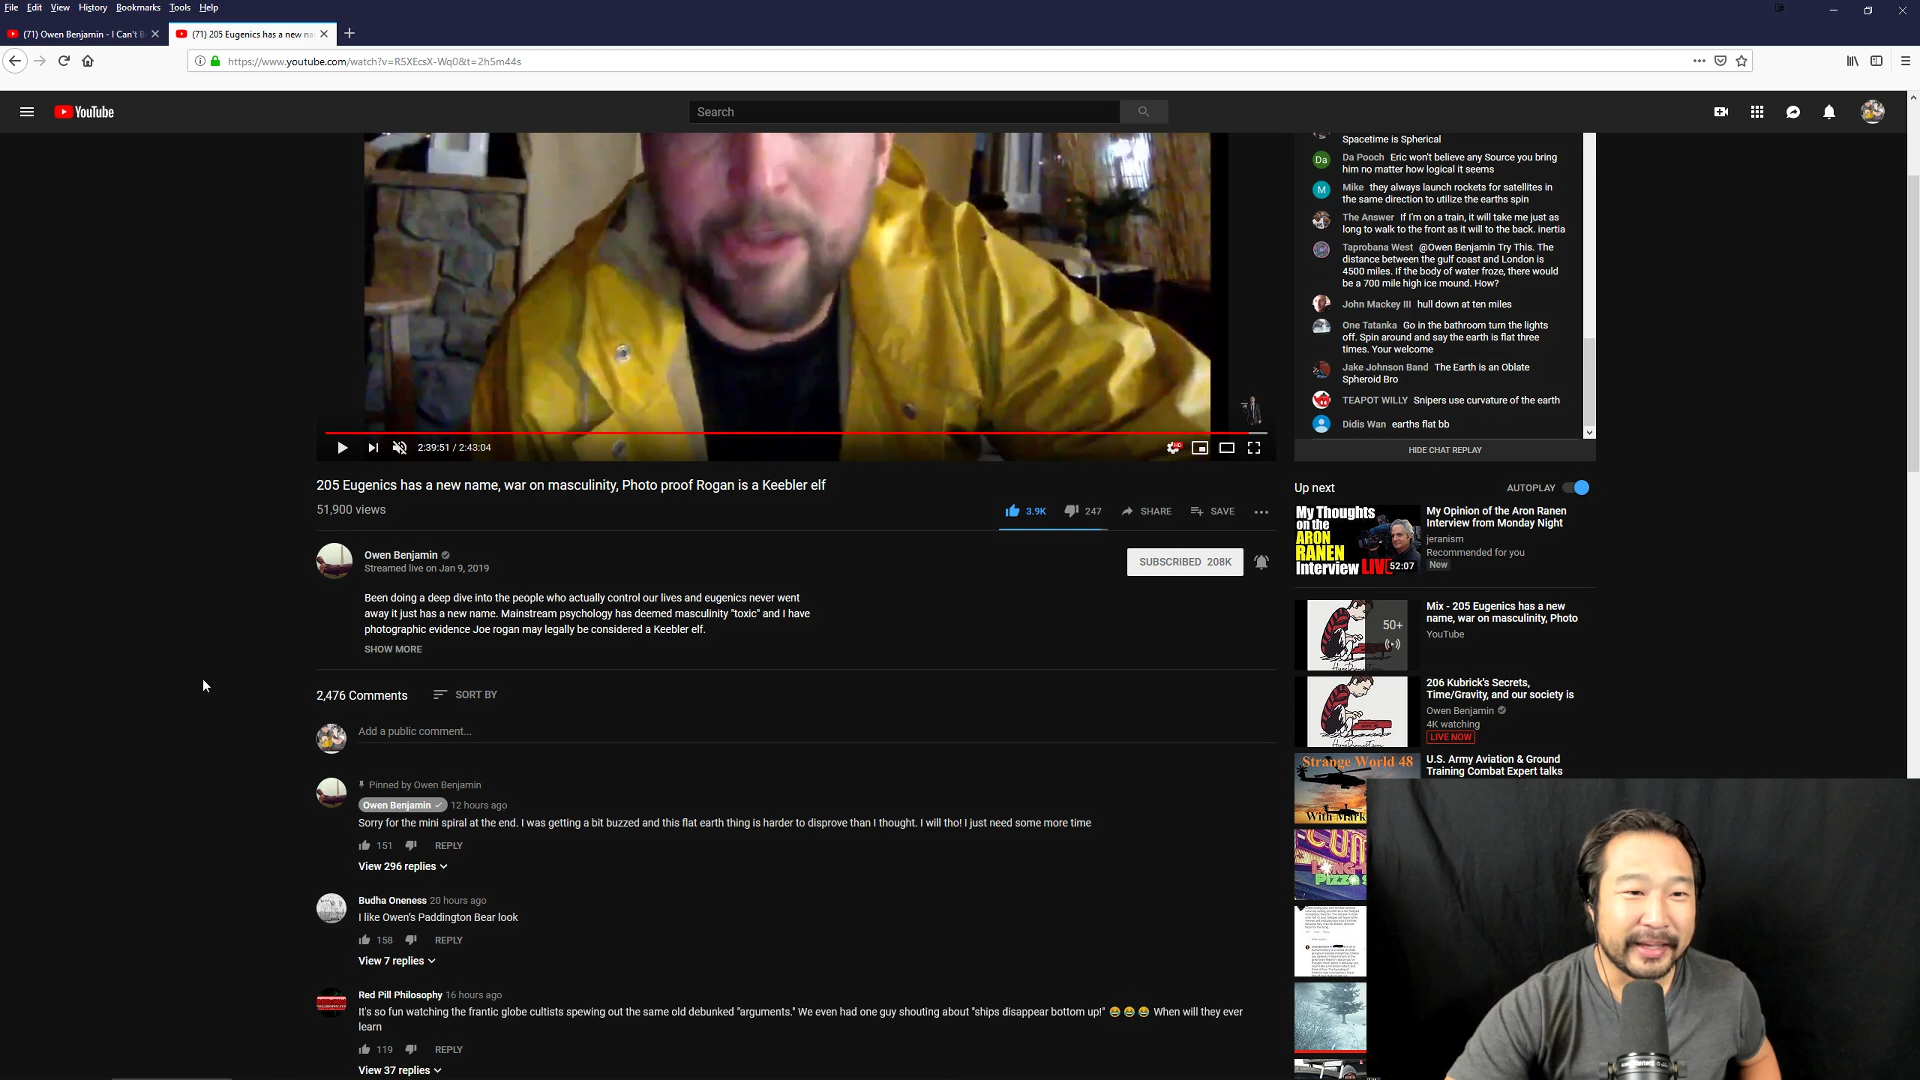 File Edit View History Bookmarks Tools Help
(71) Owen Benjamin - I Can't B
(71) 205 Eugenics has a new na
https://www.youtube.com/watch?v=R5XEcsX-Wq0&t=2h5m44s
YouTube
Search
Spacetime is Spherical
Da Pooch Eric won't believe any Source you bring
him no matter how logical it seems
Mike they always launch rockets for satellites in
the same direction to utilize the earths spin
The Answer If I'm on a train, it will take me just as
long to walk to the front as it will to the back. inertia
Taprobana West @Owen Benjamin Try This. The
distance between the gulf coast and London is
4500 miles. If the body of water froze, there would
be a 700 mile high ice mound. How?
John Mackey III hull down at ten miles
One Tatanka Go in the bathroom turn the lights
off. Spin around and say the earth is flat three
times. Your welcome
Jake Johnson Band The Earth is an Oblate
Spheroid Bro
TEAPOT WILLY Snipers use curvature of the earth
Didis Wan earths flat bb
HIDE CHAT REPLAY
2:39:51 / 2:43:04
HD
205 Eugenics has a new name, war on masculinity, Photo proof Rogan is a Keebler elf
51,900 views
3.9K 247 SHARE SAVE
Owen Benjamin
Streamed live on Jan 9, 2019
SUBSCRIBED 208K
Been doing a deep dive into the people who actually control our lives and eugenics never went
away it just has a new name. Mainstream psychology has deemed masculinity "toxic" and I have
photographic evidence Joe rogan may legally be considered a Keebler elf.
SHOW MORE
2,476 Comments SORT BY
Add a public comment...
Pinned by Owen Benjamin
Owen Benjamin 12 hours ago
Sorry for the mini spiral at the end. I was getting a bit buzzed and this flat earth thing is harder to disprove than I thought. I will tho! I just need some more time
151 REPLY
View 296 replies
Budha Oneness 20 hours ago
I like Owen's Paddington Bear look
158 REPLY
View 7 replies
Red Pill Philosophy 16 hours ago
It's so fun watching the frantic globe cultists spewing out the same old debunked "arguments." We even had one guy shouting about "ships disappear bottom up!" 😂 😂 😂 When will they ever
learn
119 REPLY
View 37 replies
Up next
AUTOPLAY
My Thoughts
on the
ARON
RANEN
Interview LIVE
52:07
My Opinion of the Aron Ranen
Interview from Monday Night
jeranism
Recommended for you
New
50+
Mix - 205 Eugenics has a new
name, war on masculinity, Photo
YouTube
206 Kubrick's Secrets,
Time/Gravity, and our society is
Owen Benjamin
4K watching
LIVE NOW
Strange World 48
With Mark
U.S. Army Aviation & Ground
Training Combat Expert talks